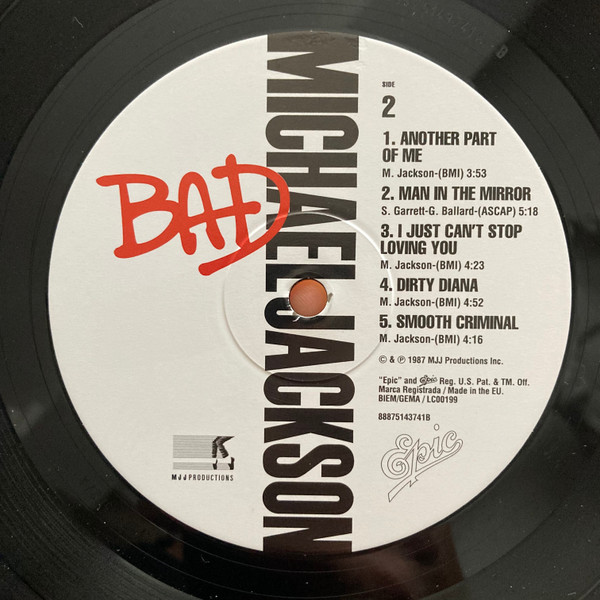 BAD
MICHAEL JACKSON
SIDE
2
1. ANOTHER PART
OF ME
M. Jackson-(BMI) 3:53
2. MAN IN THE MIRROR
S. Garrett-G. Ballard-(ASCAP) 5:18
3. I JUST CAN'T STOP
LOVING YOU
M. Jackson-(BMI) 4:23
4. DIRTY DIANA
M. Jackson-(BMI) 4:52
5. SMOOTH CRIMINAL
M. Jackson-(BMI) 4:16
© & ℗ 1987 MJJ Productions Inc.
"Epic" and Epic Reg. U.S. Pat. & TM. Off.
Marca Registrada / Made in the EU.
BIEM/GEMA / LC00199
88875143741B
Epic
MJJ PRODUCTIONS